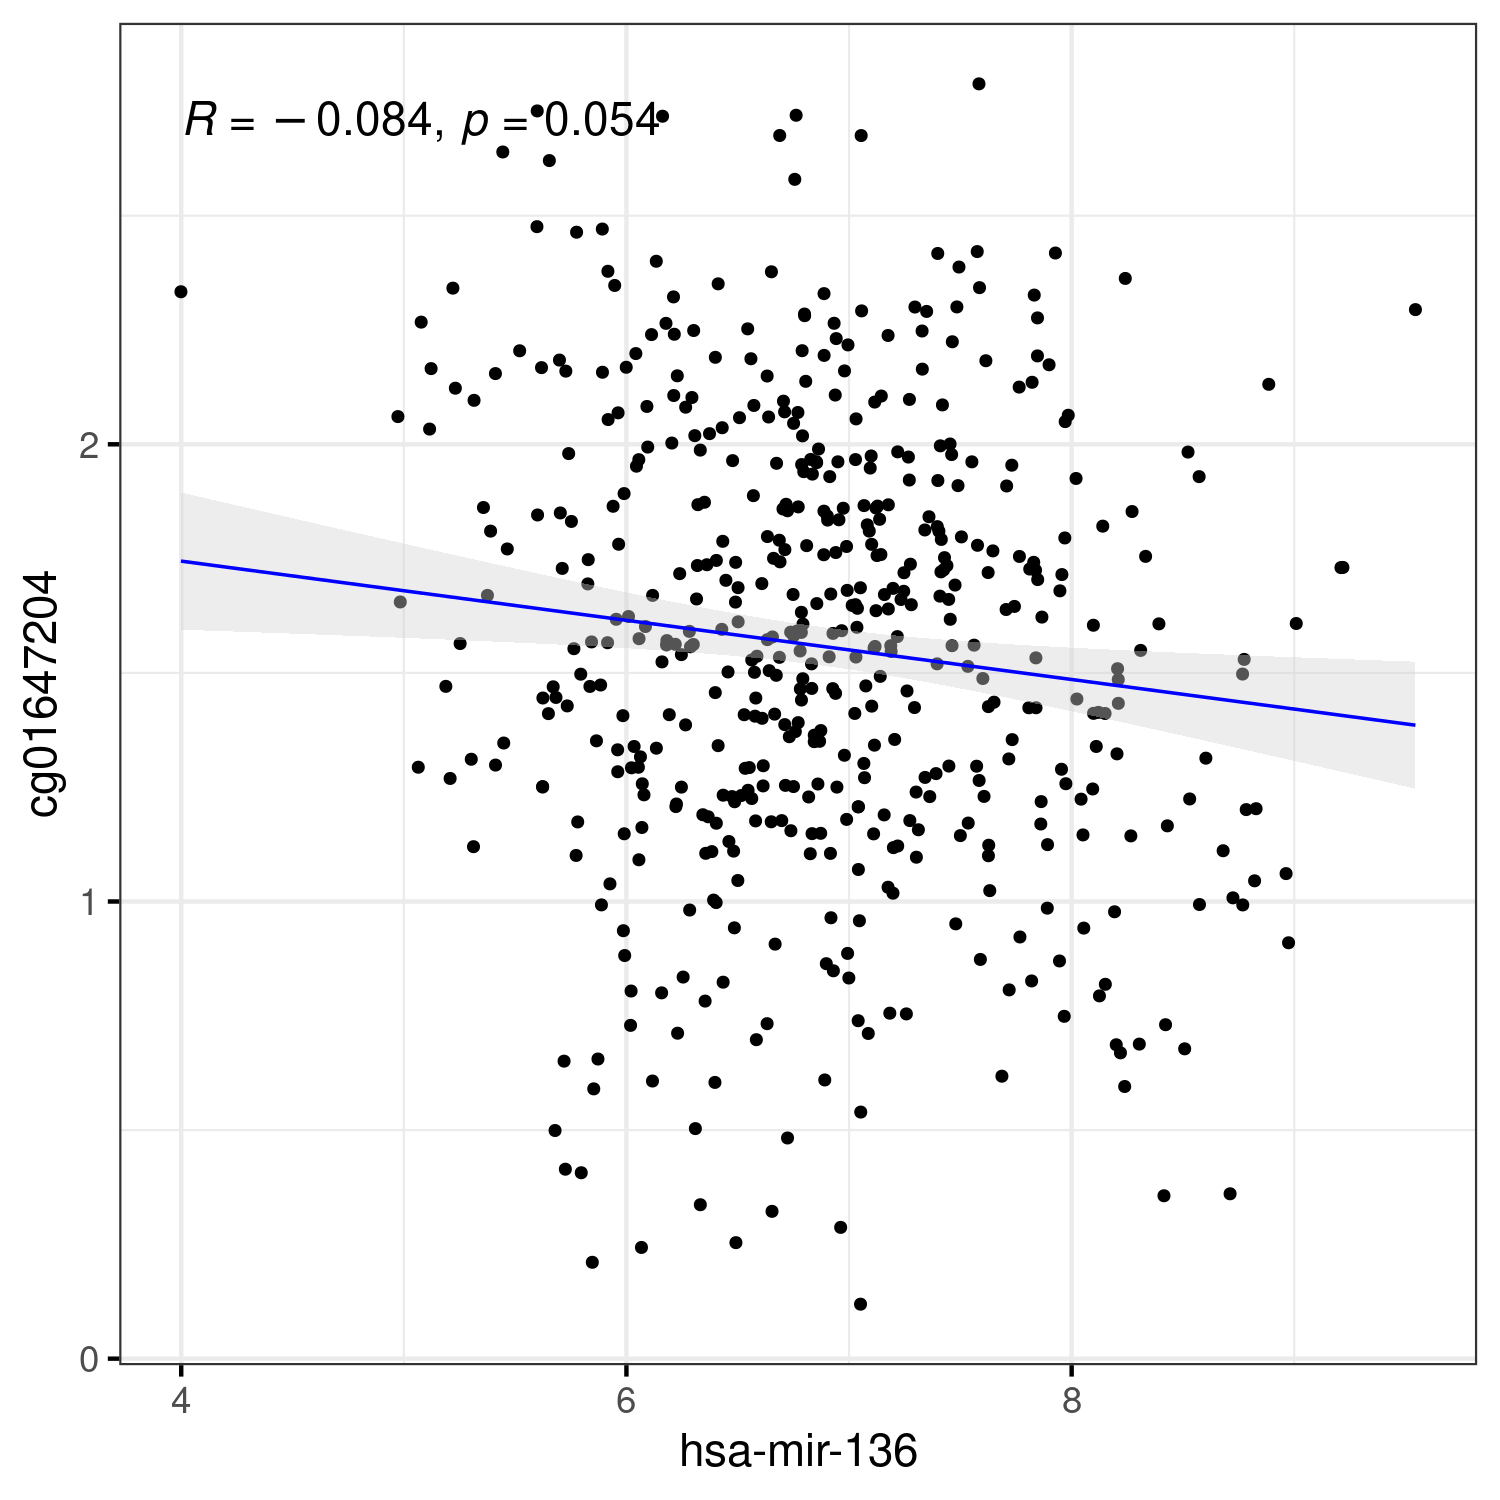 R = −0.084, p = 0.054
cg01647204
2
1
0
4 6 8
hsa-mir-136